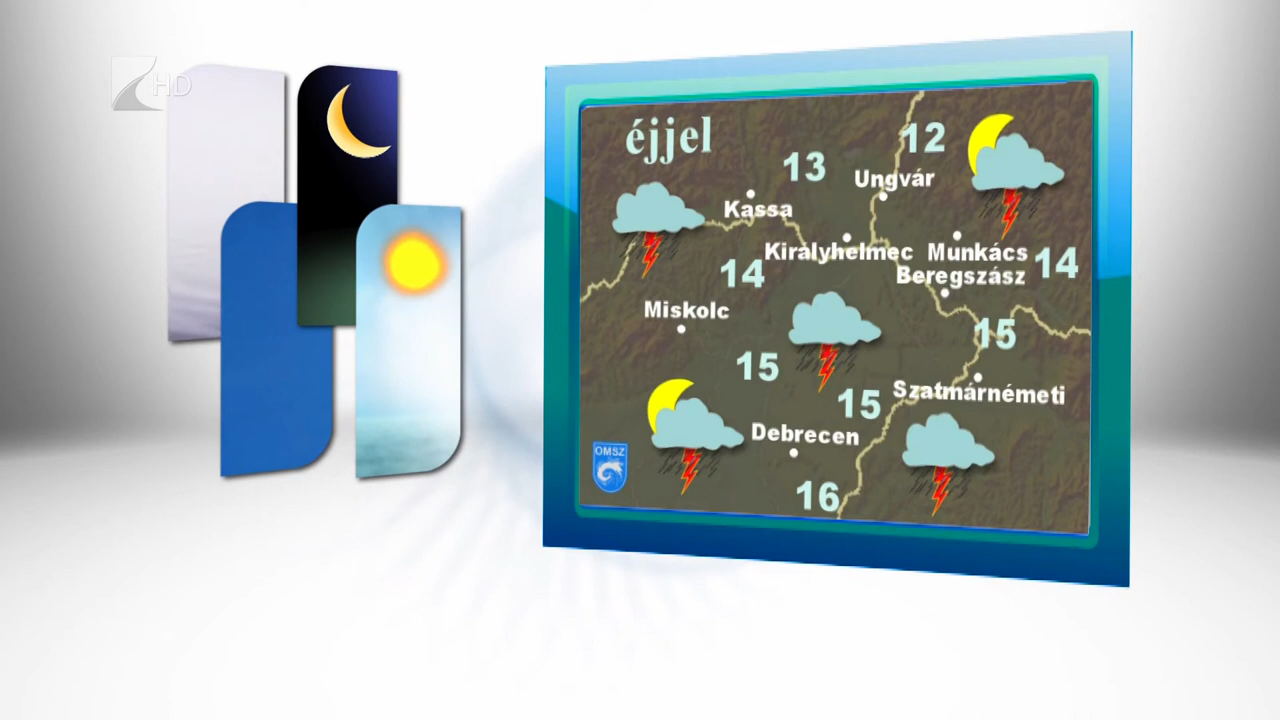 HD
éjjel
12
13
Ungvár
Kassa
Királyhelmec
Munkács
14
14
Beregszász
Miskolc
15
15
Szatmárnémeti
15
Debrecen
OMSZ
16